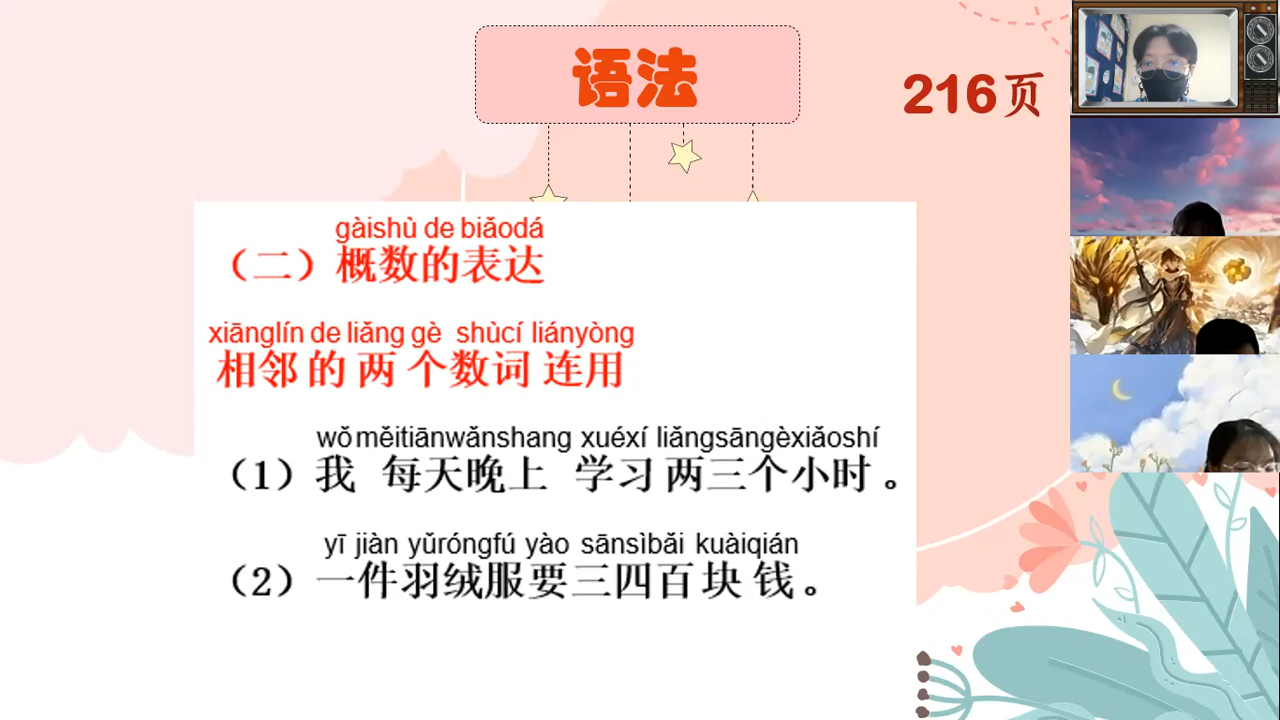 语法
216页
gàishù de biǎodá
（二）概数的表达
xiānglín de liǎng gè shùcí liányòng
相邻的两个数词连用
wǒ měitiānwǎnshang xuéxí liǎngsāngèxiǎoshí
（1）我 每天晚上 学习两三个小时。
yī jiàn yǔróngfú yào sānsìbǎi kuàiqián
（2）一件羽绒服要三四百块钱。